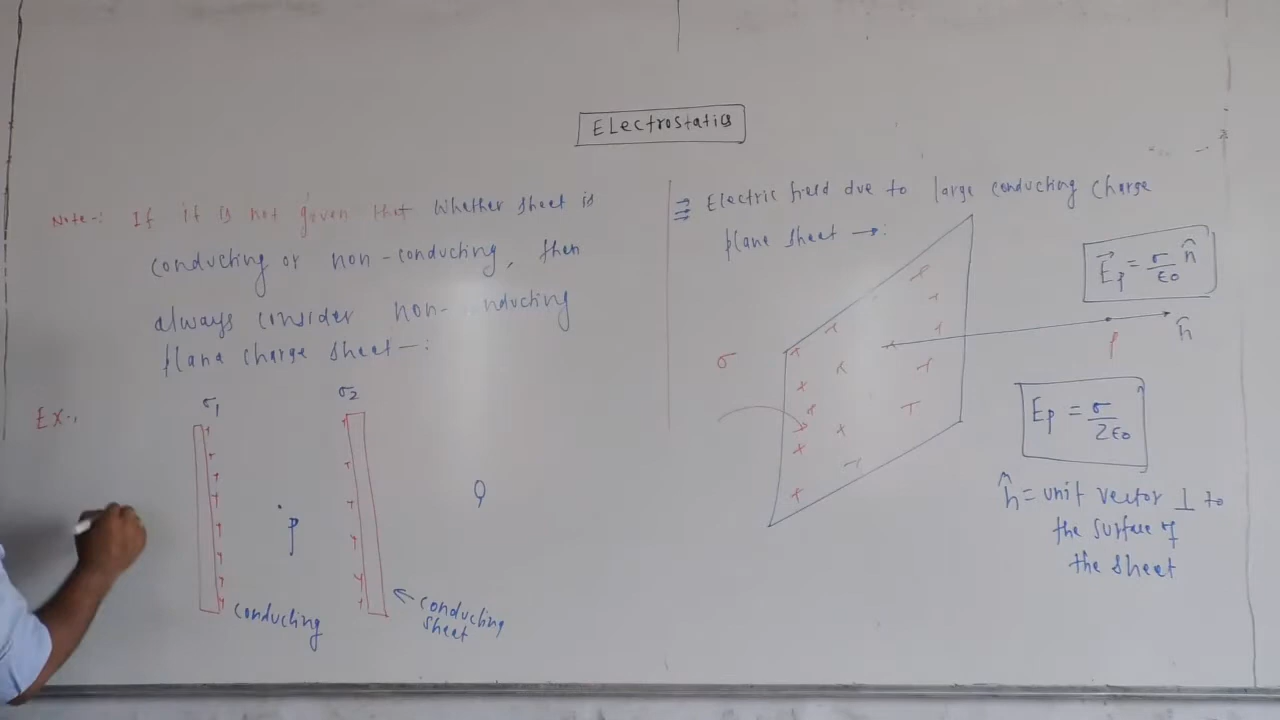 Electrostatics
Note-: If it is not given that whether sheet is
conducting or non-conducting, then
always consider non- nducting
plane charge sheet-:
Ex-,
σ1
σ2
p
Q
conducting
conducting
sheet
⇒ Electric field due to large conducting charge
plane sheet →:
σ
E⃗p = σ/ε0 n̂
n̂
P
Ep = σ/2ε0
n̂ = unit vector ⊥ to
the surface of
the sheet